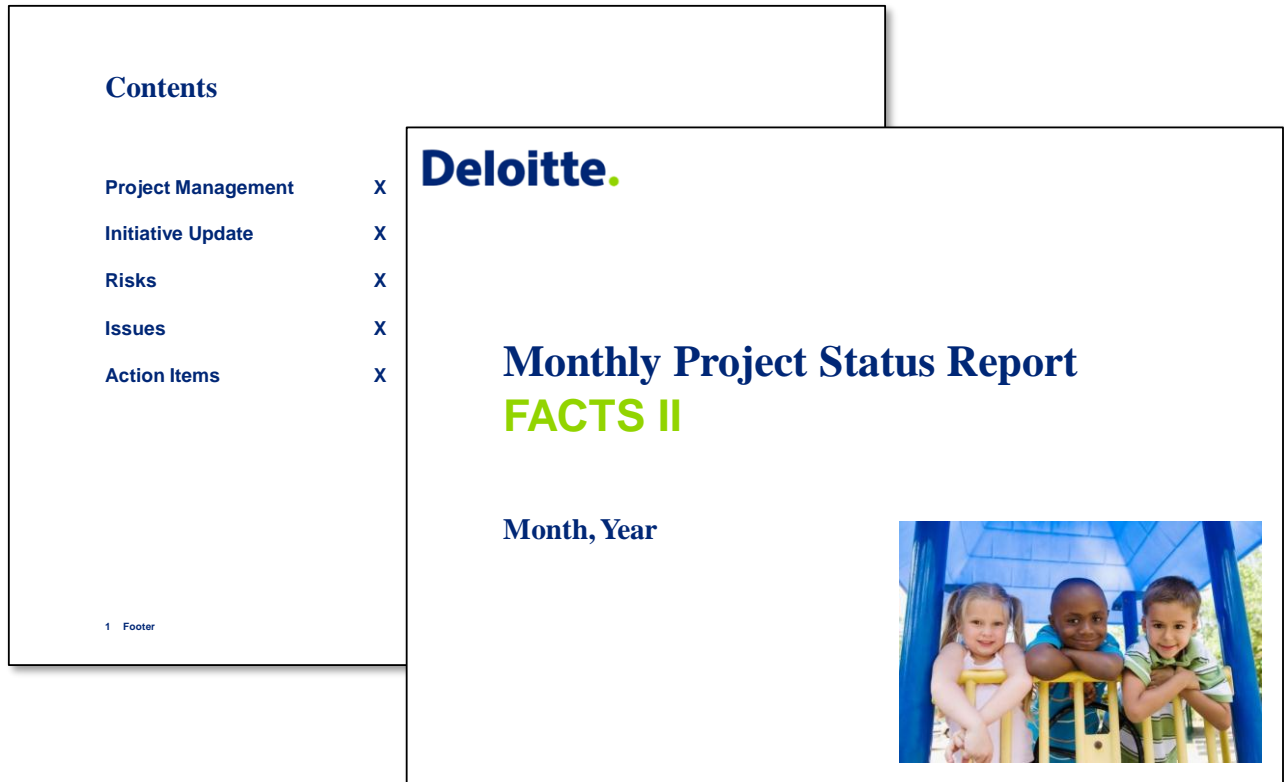 Contents
Project Management X
Initiative Update X
Risks X
Issues X
Action Items X
1 Footer
Deloitte.
Monthly Project Status Report
FACTS II
Month, Year